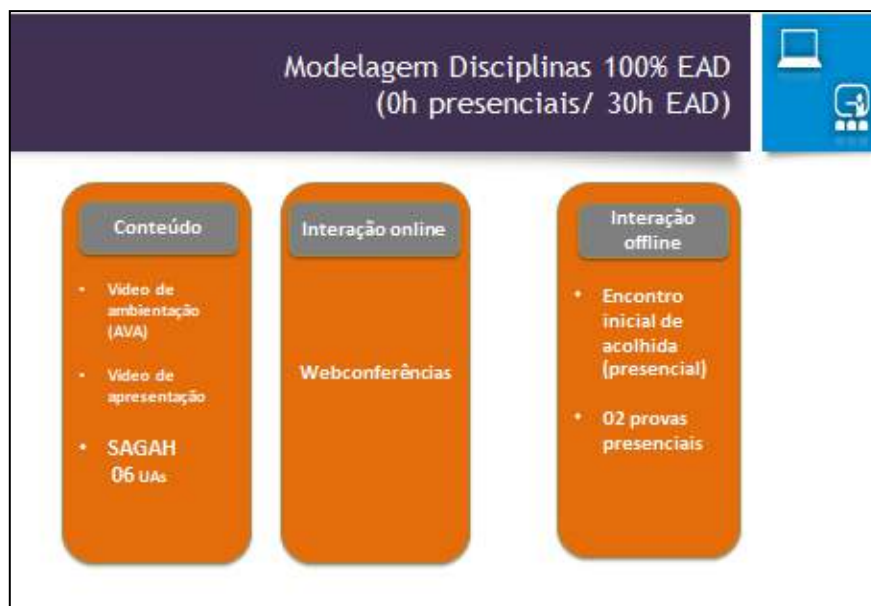 Modelagem Disciplinas 100% EAD
(0h presenciais/ 30h EAD)
Conteúdo
• Vídeo de
ambientação
(AVA)
• Vídeo de
apresentação
• SAGAH
06 UAs
Interação online
Webconferências
Interação
offline
• Encontro
inicial de
acolhida
(presencial)
• 02 provas
presenciais